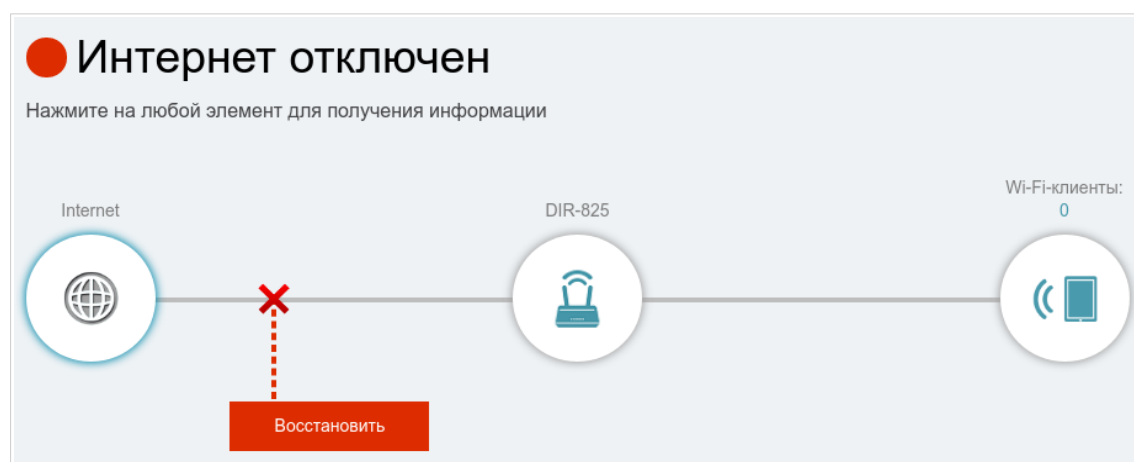 Интернет отключен
Нажмите на любой элемент для получения информации
Wi-Fi-клиенты:
0
Internet
DIR-825
Восстановить